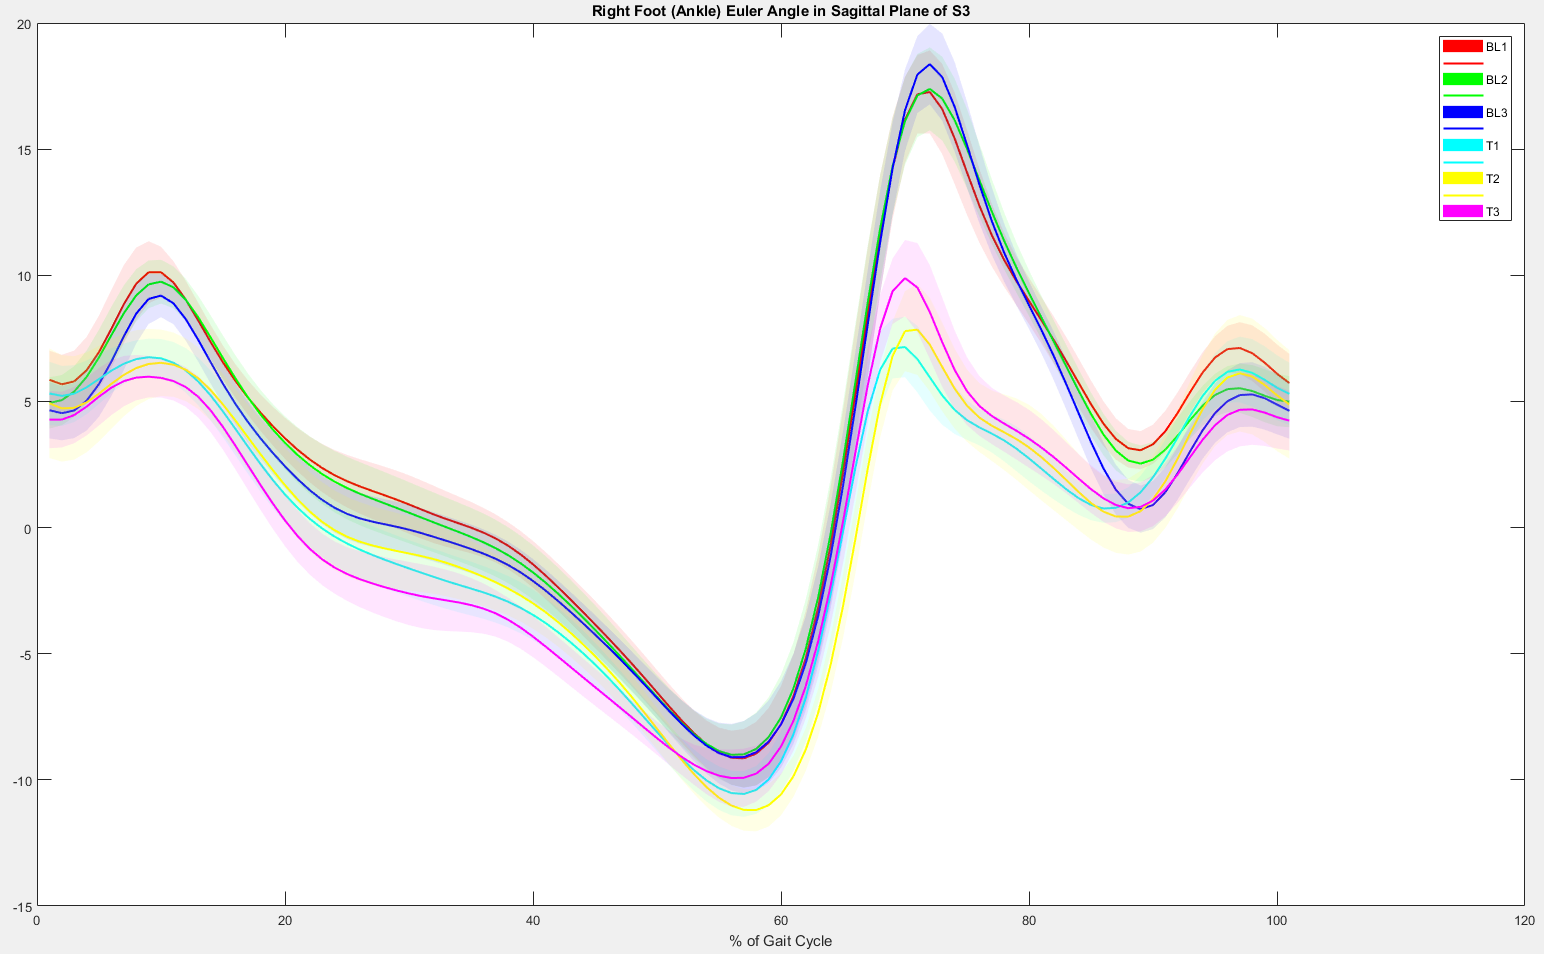 Right Foot (Ankle) Euler Angle in Sagittal Plane of S3
20
15
10
5
0
-5
-10
-15
0 20 40 60 80 100 120
% of Gait Cycle
BL1
BL2
BL3
T1
T2
T3